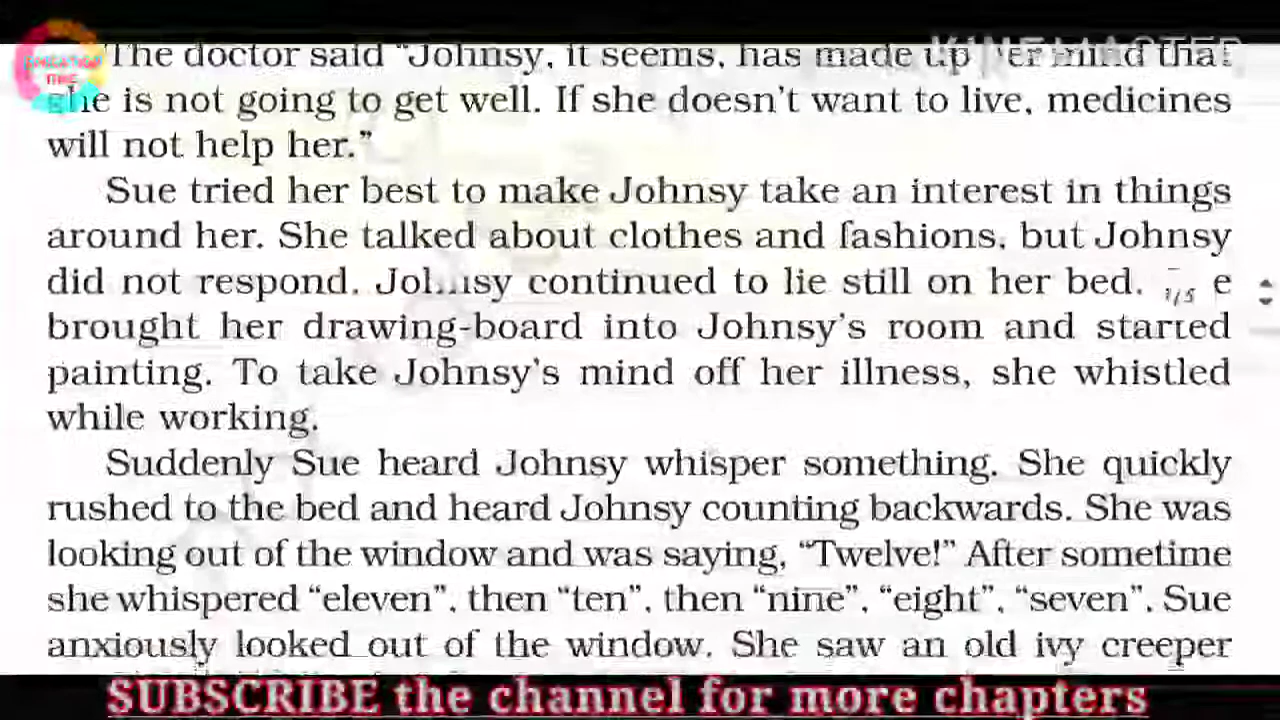 KINEMASTER
EDUCATION
TIME
The doctor said “Johnsy, it seems, has made up her mind that
she is not going to get well. If she doesn’t want to live, medicines
will not help her.”
Sue tried her best to make Johnsy take an interest in things
around her. She talked about clothes and fashions, but Johnsy
did not respond. Johnsy continued to lie still on her bed.
brought her drawing-board into Johnsy’s room and started
painting. To take Johnsy’s mind off her illness, she whistled
while working.
Suddenly Sue heard Johnsy whisper something. She quickly
rushed to the bed and heard Johnsy counting backwards. She was
looking out of the window and was saying, “Twelve!” After sometime
she whispered “eleven”, then “ten”, then “nine”, “eight”, “seven”. Sue
anxiously looked out of the window. She saw an old ivy creeper
SUBSCRIBE the channel for more chapters